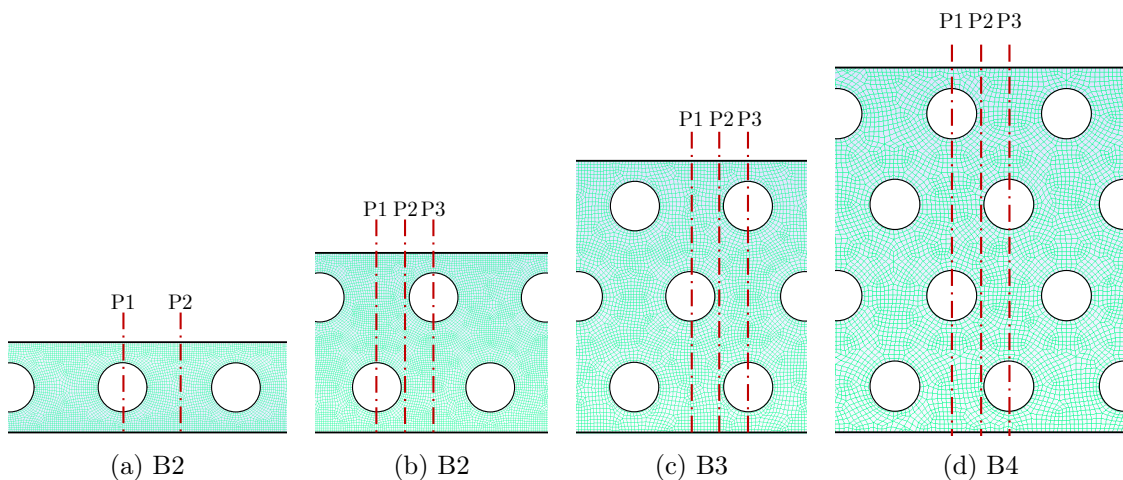 P1 P2 P3
P1 P2 P3
P1 P2 P3
P1 P2
(a) B2
(b) B2
(c) B3
(d) B4